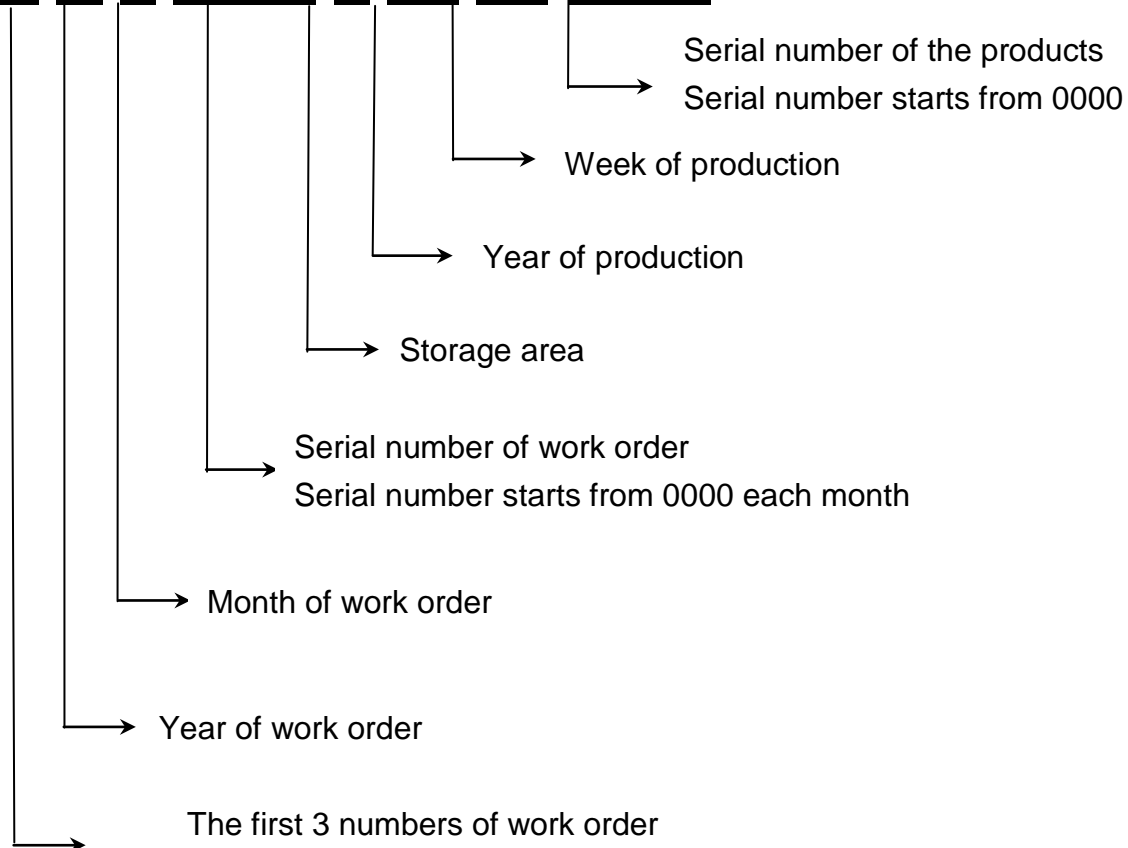 Serial number of the products
Serial number starts from 0000
Week of production
Year of production
Storage area
Serial number of work order
Serial number starts from 0000 each month
Month of work order
Year of work order
The first 3 numbers of work order